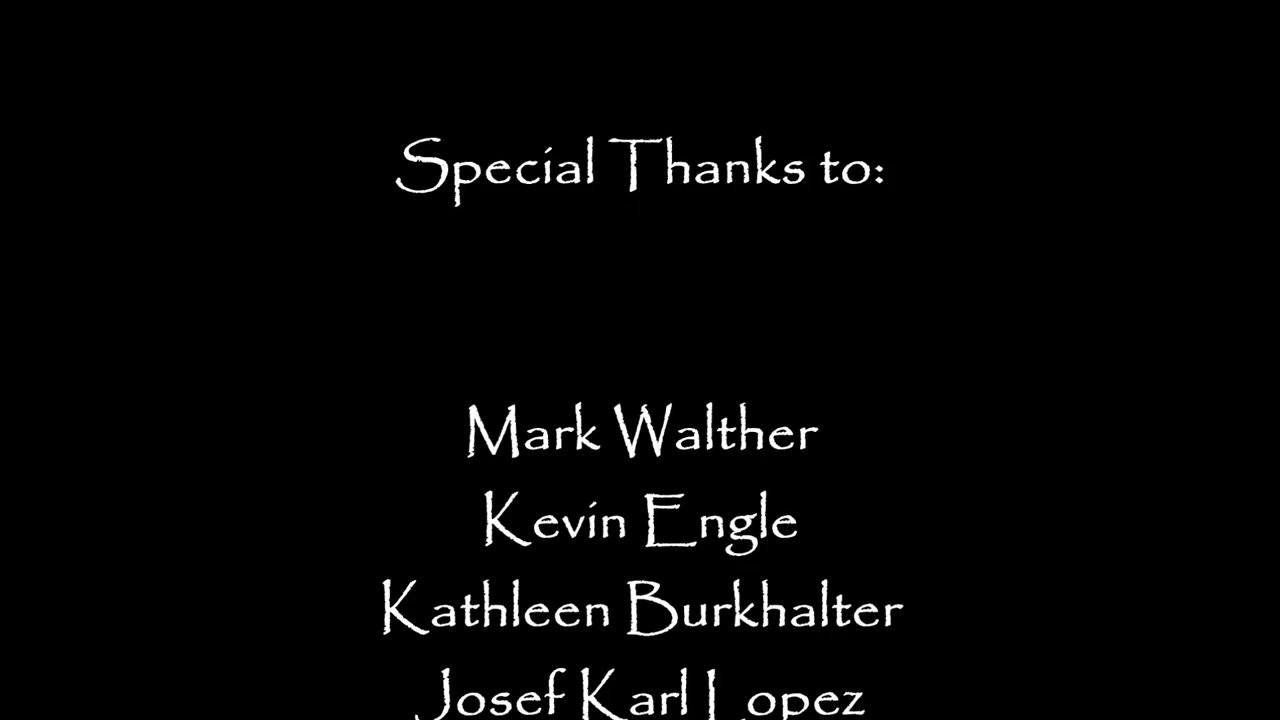 Special Thanks to:
Mark Walther
Kevin Engle
Kathleen Burkhalter
Josef Karl Lopez